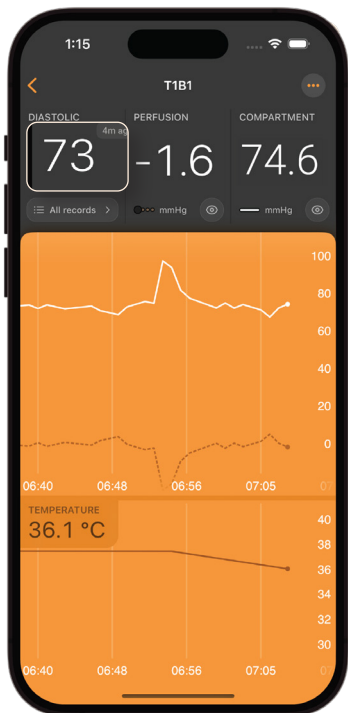 1:15
T1B1
DIASTOLIC PERFUSION COMPARTMENT
4m ag
73 -1.6 74.6
All records > mmHg mmHg
100
80
60
40
20
0
06:40 06:48 06:56 07:05 07
TEMPERATURE
36.1 °C
40
38
36
34
32
30
06:40 06:48 06:56 07:05